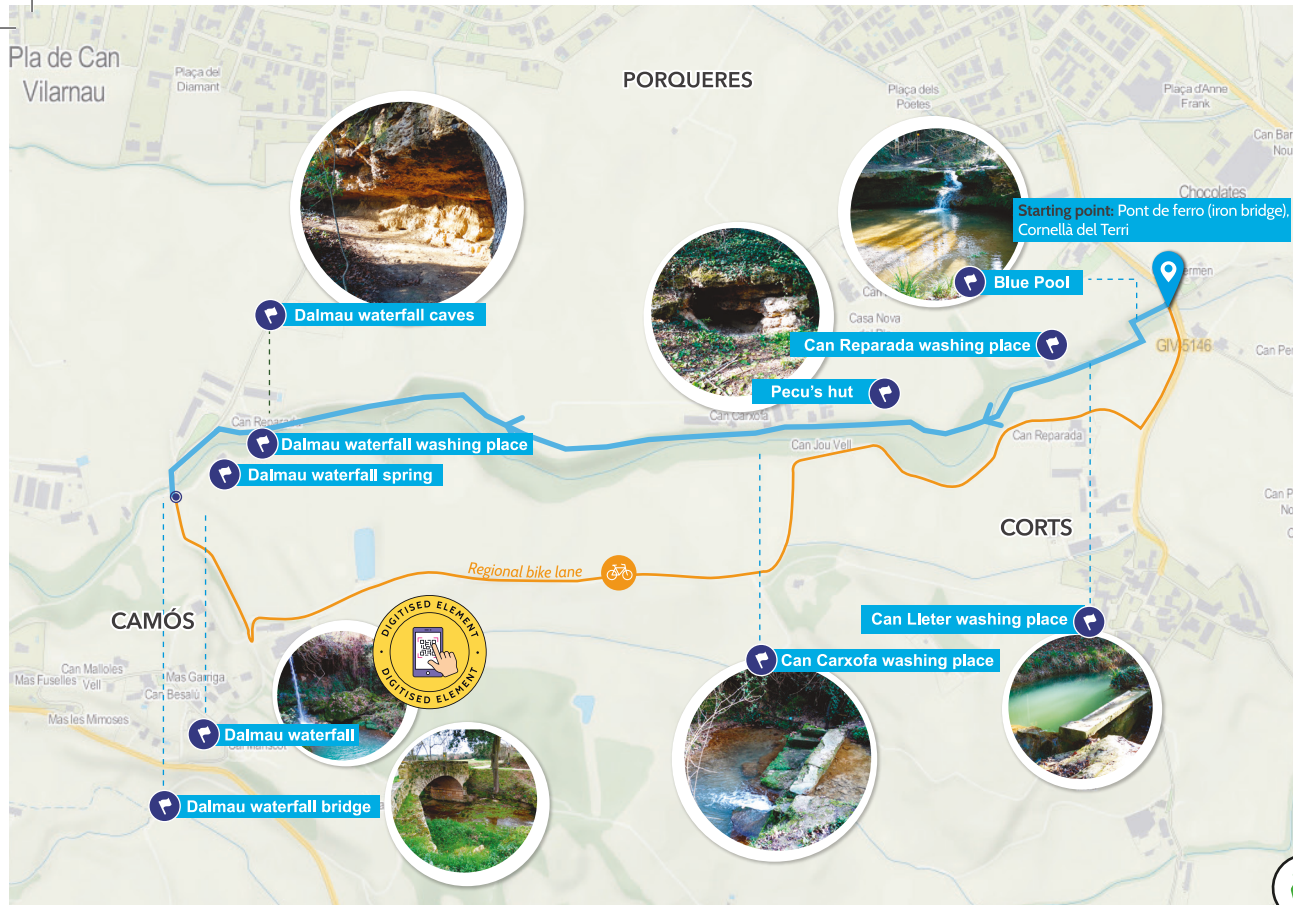 Pla de Can
Vilarnau
Plaça del
Diamant
PORQUERES
Plaça dels
Poetes
Plaça d'Anne
Frank
Can Bar
Nou
Chocolates
Starting point: Pont de ferro (iron bridge),
Cornellà del Terri
Blue Pool
Casa Nova
GIV-5146
Can Reparada washing place
Can Per
Dalmau waterfall caves
Pecu's hut
Can Reparada
Can Carxofa
Dalmau waterfall washing place
Can Jou Vell
Can Reparada
Dalmau waterfall spring
CORTS
Regional bike lane
DIGITISED ELEMENT
DIGITISED ELEMENT
CAMÓS
Can Lleter washing place
Can Carxofa washing place
Can Malloles
Vell
Mas Fuselles
Mas Garriga
Can Besalú
Mas les Mimoses
Dalmau waterfall
Dalmau waterfall bridge